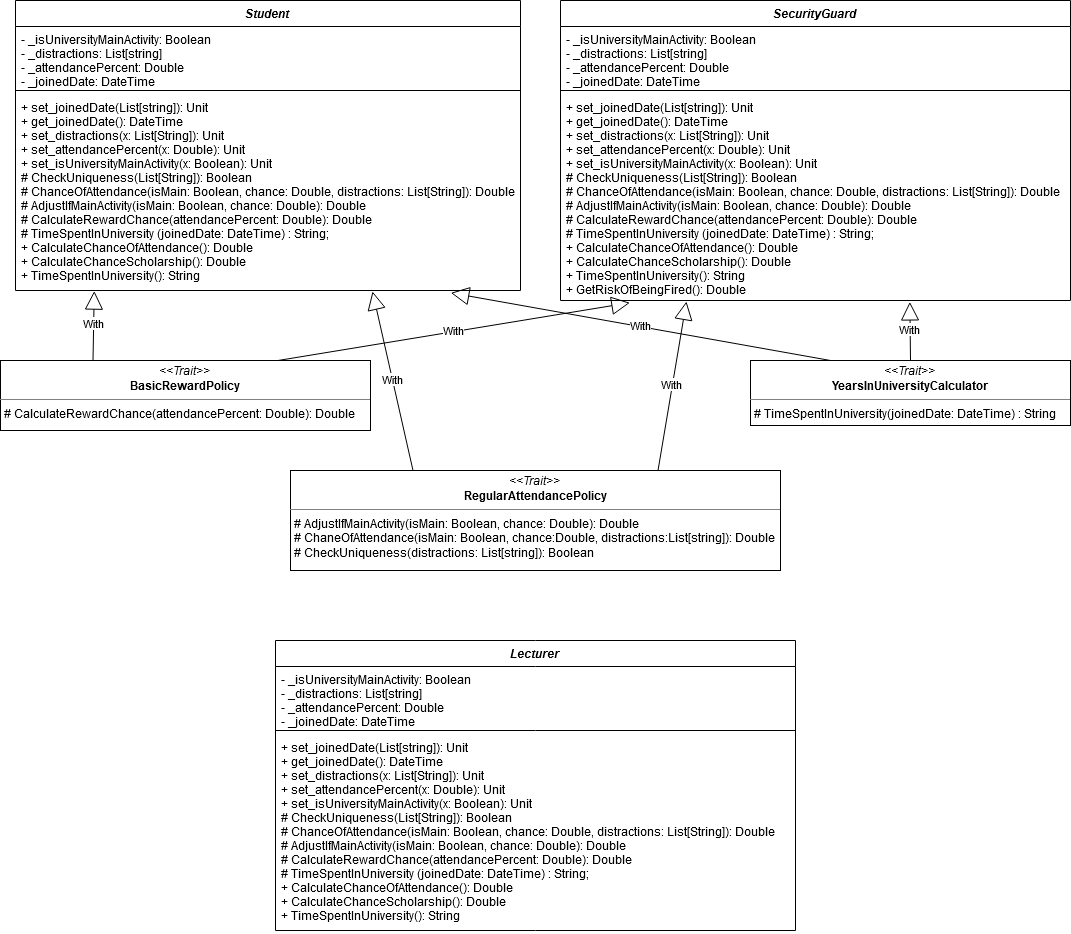 Student
- _isUniversityMainActivity: Boolean
- _distractions: List[string]
- _attendancePercent: Double
- _joinedDate: DateTime
+ set_joinedDate(List[string]): Unit
+ get_joinedDate(): DateTime
+ set_distractions(x: List[String]): Unit
+ set_attendancePercent(x: Double): Unit
+ set_isUniversityMainActivity(x: Boolean): Unit
# CheckUniqueness(List[String]): Boolean
# ChanceOfAttendance(isMain: Boolean, chance: Double, distractions: List[String]): Double
# AdjustIfMainActivity(isMain: Boolean, chance: Double): Double
# CalculateRewardChance(attendancePercent: Double): Double
# TimeSpentInUniversity (joinedDate: DateTime) : String;
+ CalculateChanceOfAttendance(): Double
+ CalculateChanceScholarship(): Double
+ TimeSpentInUniversity(): String
SecurityGuard
- _isUniversityMainActivity: Boolean
- _distractions: List[string]
- _attendancePercent: Double
- _joinedDate: DateTime
+ set_joinedDate(List[string]): Unit
+ get_joinedDate(): DateTime
+ set_distractions(x: List[String]): Unit
+ set_attendancePercent(x: Double): Unit
+ set_isUniversityMainActivity(x: Boolean): Unit
# CheckUniqueness(List[String]): Boolean
# ChanceOfAttendance(isMain: Boolean, chance: Double, distractions: List[String]): Double
# AdjustIfMainActivity(isMain: Boolean, chance: Double): Double
# CalculateRewardChance(attendancePercent: Double): Double
# TimeSpentInUniversity (joinedDate: DateTime) : String;
+ CalculateChanceOfAttendance(): Double
+ CalculateChanceScholarship(): Double
+ TimeSpentInUniversity(): String
+ GetRiskOfBeingFired(): Double
With
With
With
With
With
With
<<Trait>>
BasicRewardPolicy
# CalculateRewardChance(attendancePercent: Double): Double
<<Trait>>
YearsInUniversityCalculator
# TimeSpentInUniversity(joinedDate: DateTime) : String
<<Trait>>
RegularAttendancePolicy
# AdjustIfMainActivity(isMain: Boolean, chance: Double): Double
# ChaneOfAttendance(isMain: Boolean, chance:Double, distractions:List[string]): Double
# CheckUniqueness(distractions: List[string]): Boolean
Lecturer
- _isUniversityMainActivity: Boolean
- _distractions: List[string]
- _attendancePercent: Double
- _joinedDate: DateTime
+ set_joinedDate(List[string]): Unit
+ get_joinedDate(): DateTime
+ set_distractions(x: List[String]): Unit
+ set_attendancePercent(x: Double): Unit
+ set_isUniversityMainActivity(x: Boolean): Unit
# CheckUniqueness(List[String]): Boolean
# ChanceOfAttendance(isMain: Boolean, chance: Double, distractions: List[String]): Double
# AdjustIfMainActivity(isMain: Boolean, chance: Double): Double
# CalculateRewardChance(attendancePercent: Double): Double
# TimeSpentInUniversity (joinedDate: DateTime) : String;
+ CalculateChanceOfAttendance(): Double
+ CalculateChanceScholarship(): Double
+ TimeSpentInUniversity(): String